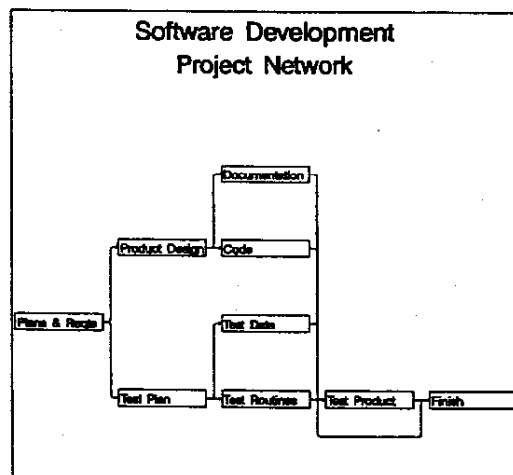 Software Development
Project Network
Documentation
Product Design
Code
Plans & Reqts
Test Data
Test Plan
Test Routines
Test Product
Finish